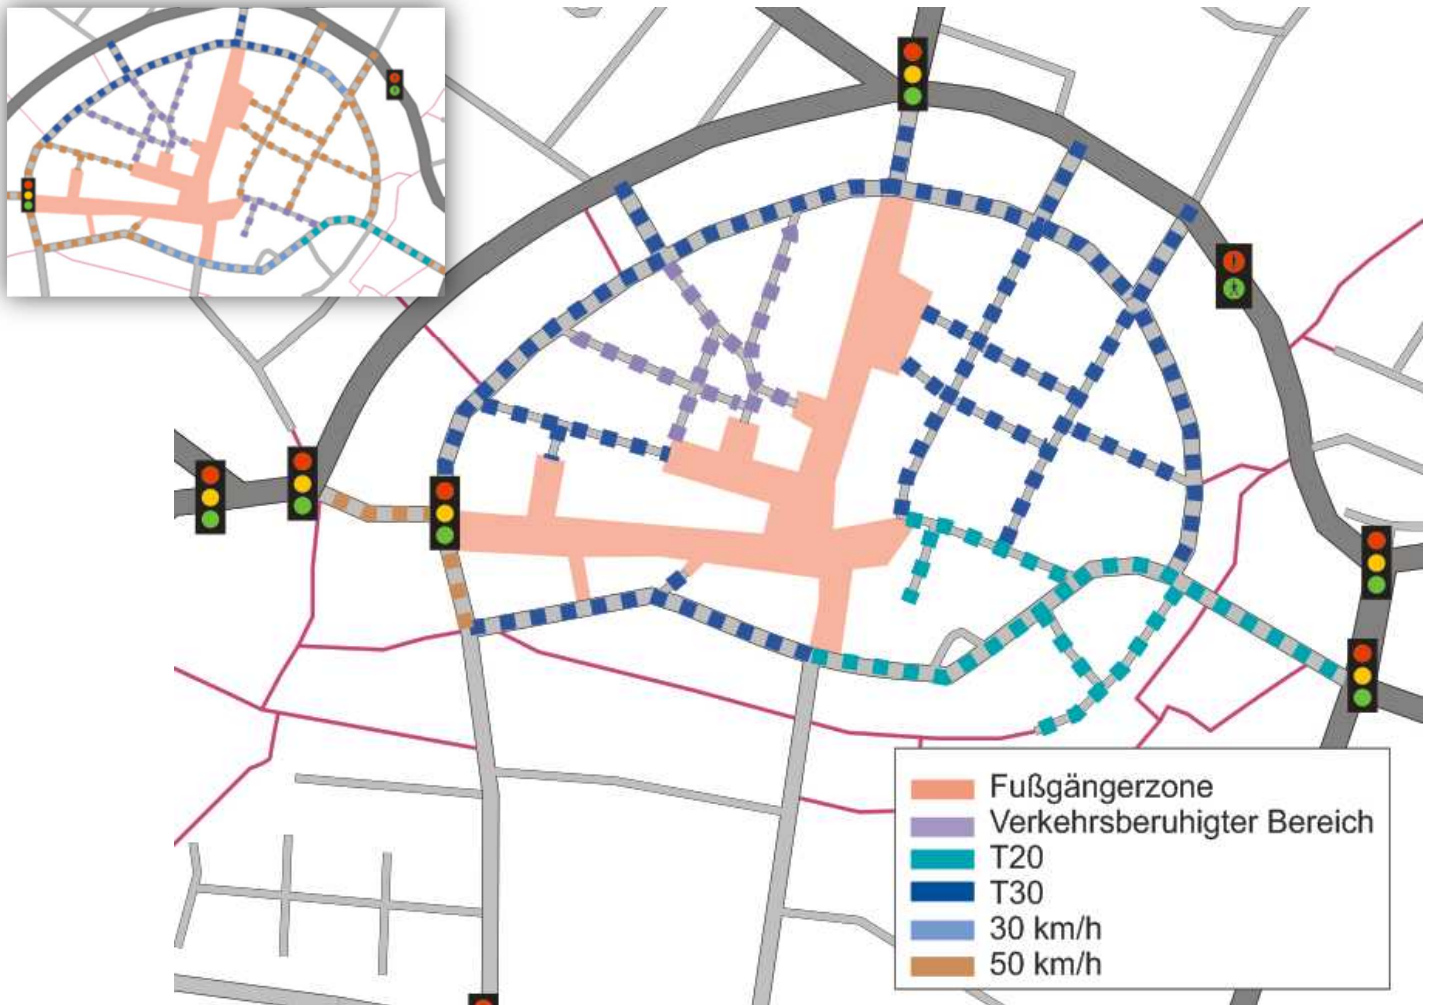 Fußgängerzone
Verkehrsberuhigter Bereich
T20
T30
30 km/h
50 km/h